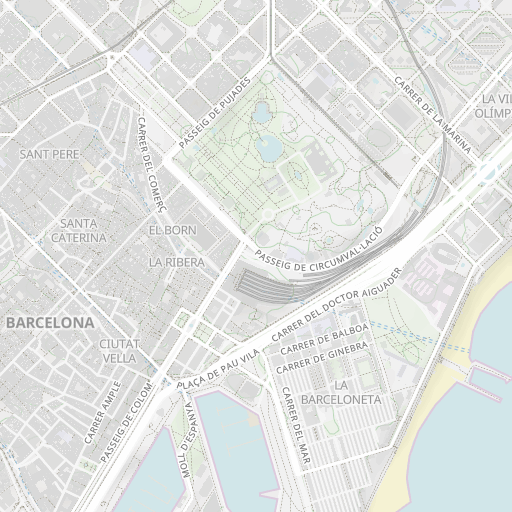 PASSEIG DE PUJADES
CARRER DE LA MARINA
LA VI
OLÍMP
CARRER DEL COMERÇ
SANT PERE
SANTA
CATERINA
EL BORN
LA RIBERA
PASSEIG DE CIRCUMVAL·LACIÓ
BARCELONA
CIUTAT
VELLA
CARRER DEL DOCTOR AIGUADER
CARRER DE BALBOA
CARRER DE GINEBRA
PLAÇA DE PAU VILA
CARRER AMPLE
PASSEIG DE COLOM
MOLL D'ESPANYA
CARRER DEL MAR
LA
BARCELONETA